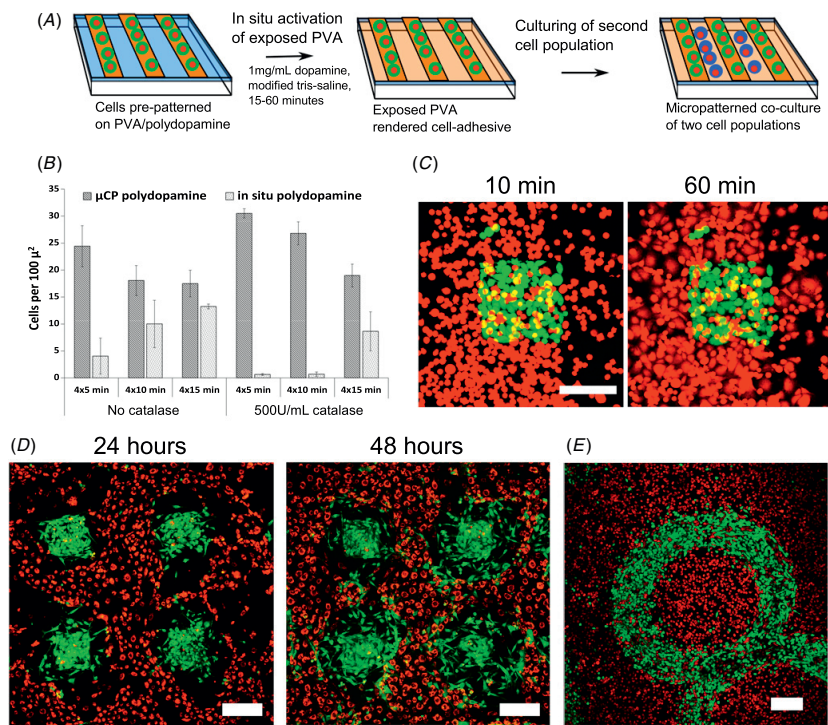 (A)
In situ activation
of exposed PVA
1mg/mL dopamine,
modified tris-saline,
15-60 minutes
Culturing of second
cell population
Cells pre-patterned
on PVA/polydopamine
Exposed PVA
rendered cell-adhesive
Micropatterned co-culture
of two cell populations
(B)
µCP polydopamine
in situ polydopamine
Cells per 100 µ²
35
30
25
20
15
10
5
0
4x5 min
4x10 min
4x15 min
4x5 min
4x10 min
4x15 min
No catalase
500U/mL catalase
(C)
10 min
60 min
(D)
24 hours
48 hours
(E)